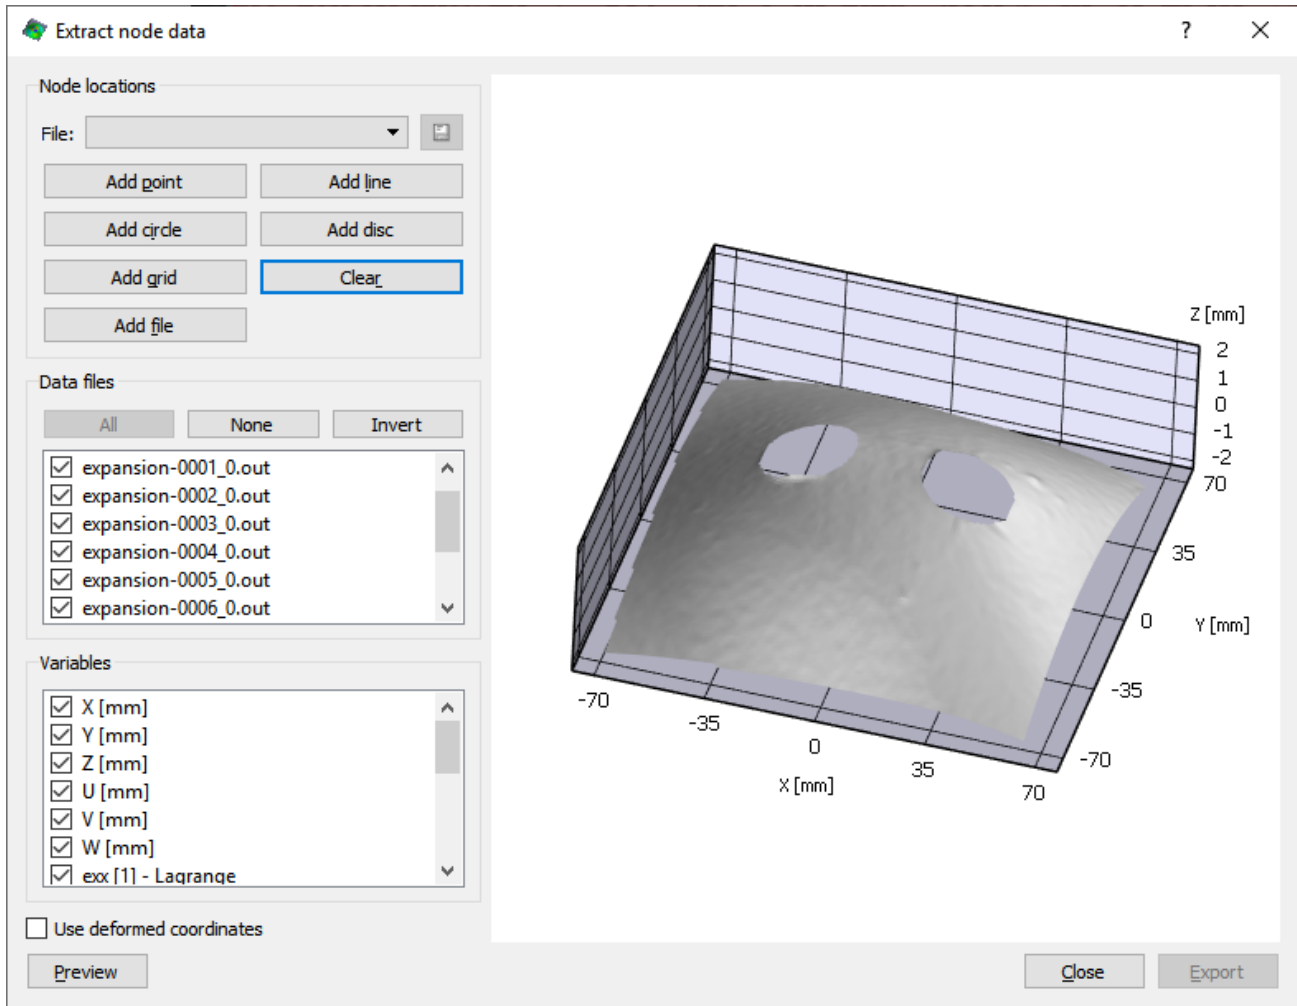 Extract node data
?
Node locations
File:
Add point
Add line
Add circle
Add disc
Add grid
Clear
Add file
Data files
All
None
Invert
expansion-0001_0.out
expansion-0002_0.out
expansion-0003_0.out
expansion-0004_0.out
expansion-0005_0.out
expansion-0006_0.out
Variables
X [mm]
Y [mm]
Z [mm]
U [mm]
V [mm]
W [mm]
exx [1] - Lagrange
Use deformed coordinates
Preview
Z [mm]
2
1
0
-1
-2
70
35
0
Y [mm]
-35
-70
-70
-35
0
35
70
X [mm]
Close
Export